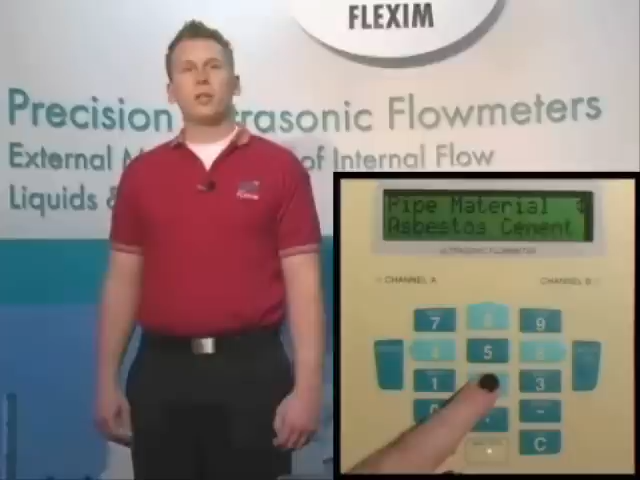 FLEXIM
Precision trasonic Flowmeters
External M of Internal Flow
Liquids &
Pipe Material
Asbestos Cement
ULTRASONIC FLOWMETER
CHANNEL A
CHANNEL B
7
9
5
1
3
-
C